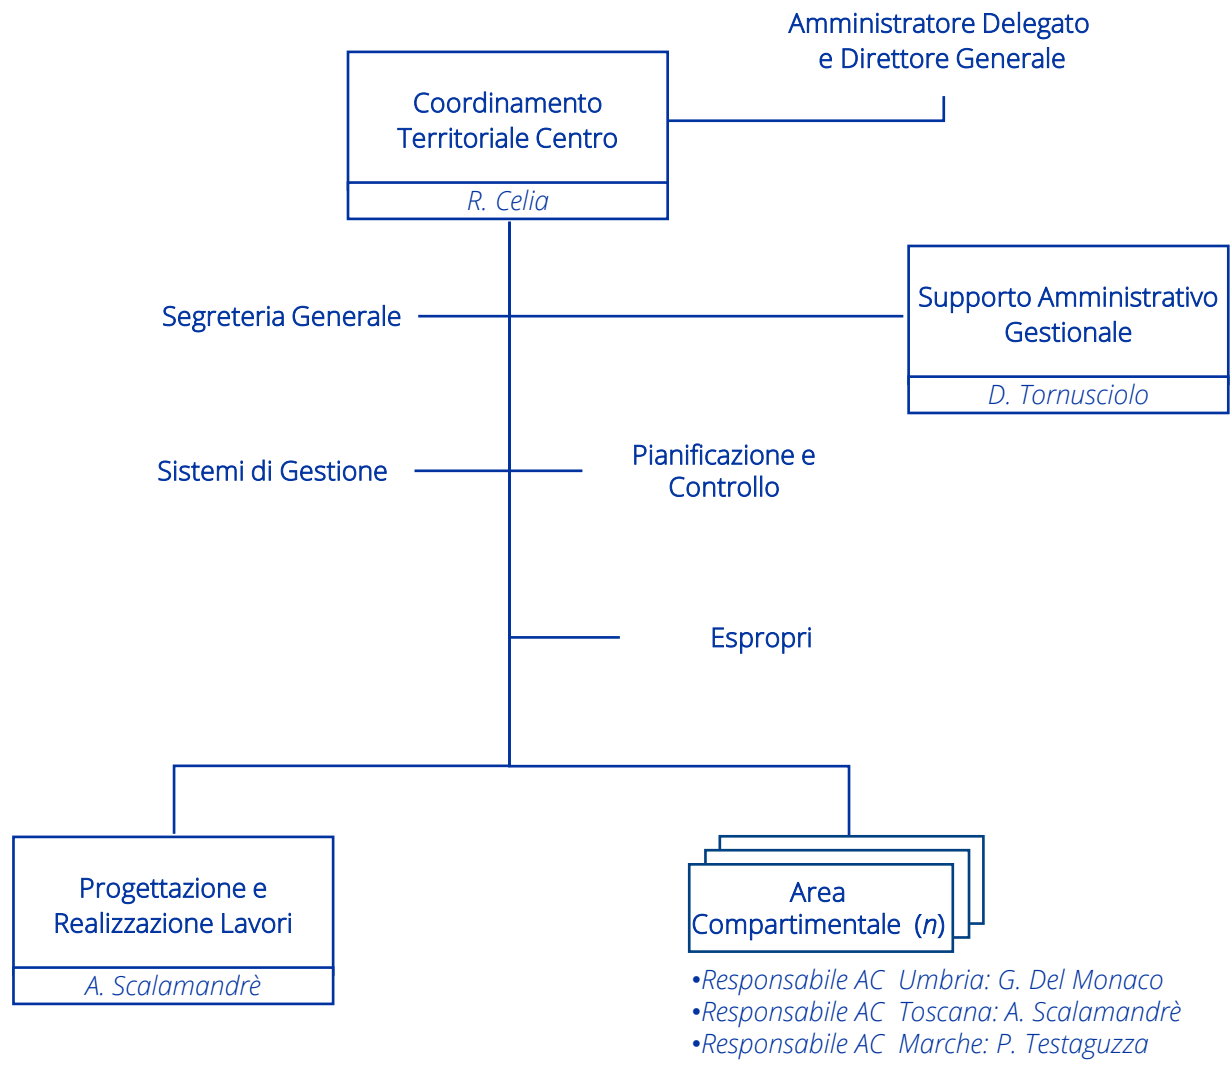 Amministratore Delegato
e Direttore Generale
Coordinamento
Territoriale Centro
R. Celia
Segreteria Generale
Supporto Amministrativo
Gestionale
D. Tornusciolo
Sistemi di Gestione
Pianificazione e
Controllo
Espropri
Progettazione e
Realizzazione Lavori
A. Scalamandrè
Area
Compartimentale (n)
•Responsabile AC Umbria: G. Del Monaco
•Responsabile AC Toscana: A. Scalamandrè
•Responsabile AC Marche: P. Testaguzza